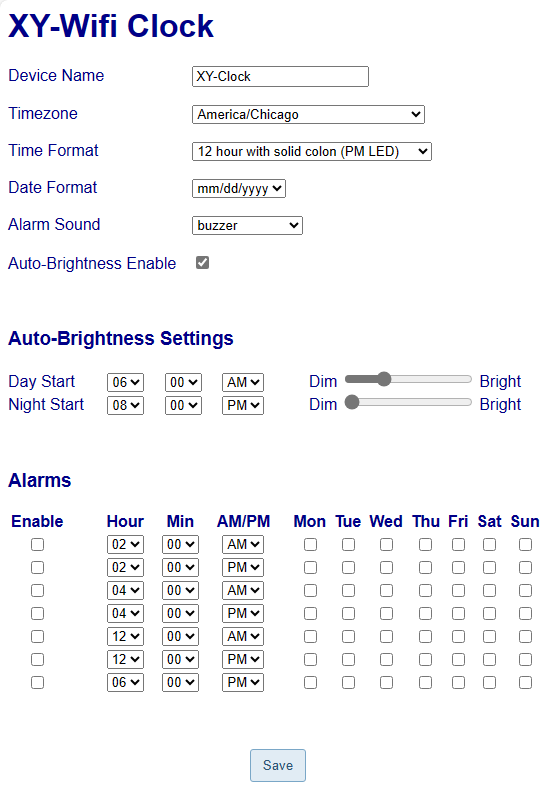 XY-Wifi Clock
Device Name XY-Clock
Timezone America/Chicago
Time Format 12 hour with solid colon (PM LED)
Date Format mm/dd/yyyy
Alarm Sound buzzer
Auto-Brightness Enable
Auto-Brightness Settings
Day Start 06 00 AM Dim Bright
Night Start 08 00 PM Dim Bright
Alarms
Enable Hour Min AM/PM Mon Tue Wed Thu Fri Sat Sun
02 00 AM
02 00 PM
04 00 AM
04 00 PM
12 00 AM
12 00 PM
06 00 PM
Save